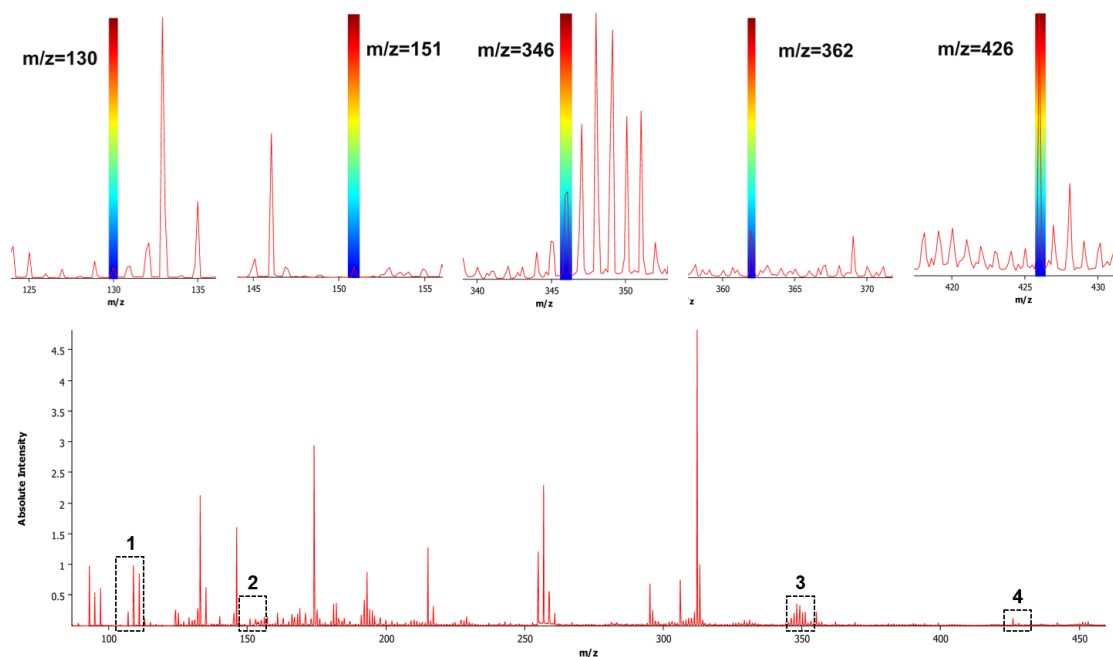 m/z=130
m/z=151
m/z=346
m/z=362
m/z=426
125 130 135
m/z
145 150 155
m/z
340 345 350
m/z
360 365 370
/z
m/z
420 425 430
m/z
Absolute Intensity
4.5
4
3.5
3
2.5
2
1.5
1
0.5
1
2
3
4
100 150 200 250 300 350 400 450
m/z